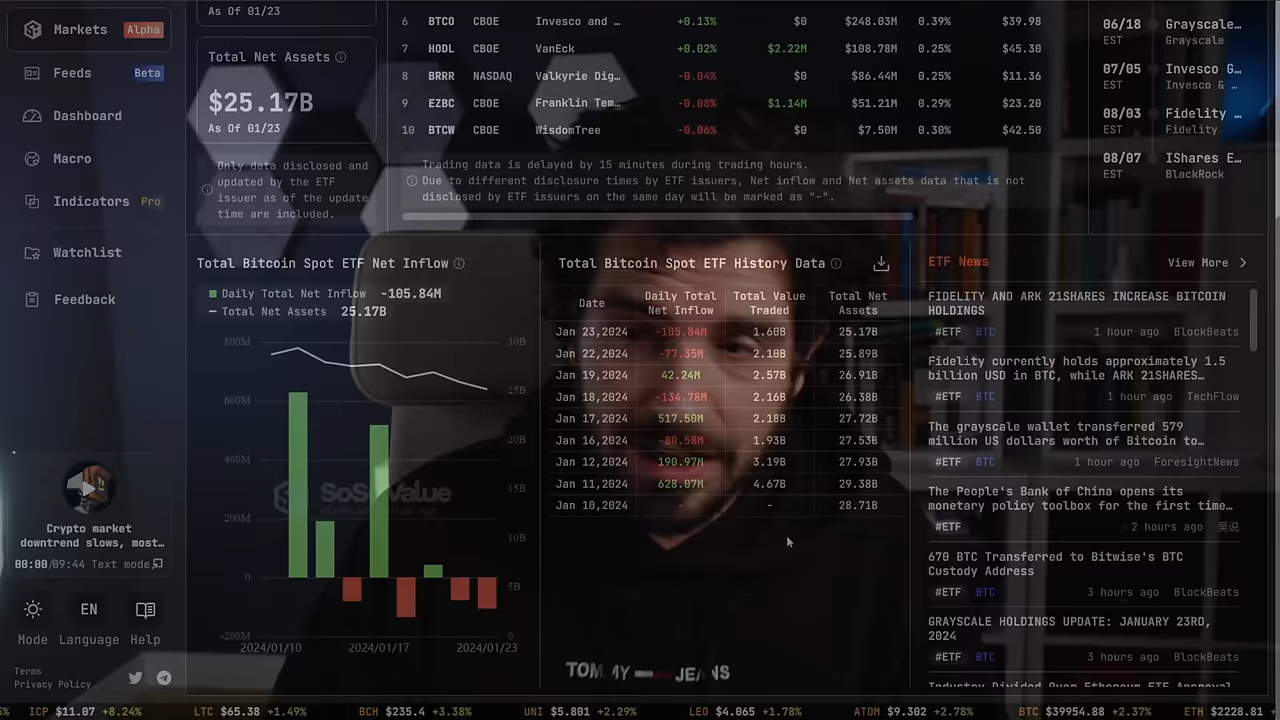 Markets Alpha
Feeds Beta
Dashboard
Macro
Indicators Pro
Watchlist
Feedback
Crypto market
downtrend slows, most…
00:00/09:44 Text mode
EN
Mode Language Help
Terms
Privacy Policy
As Of 01/23
Total Net Assets
$25.17B
As Of 01/23
Only data disclosed and
updated by the ETF
issuer as of the update
time are included.
6 BTCO CBOE Invesco and … +0.13% $0 $248.03M 0.39% $39.98
7 HODL CBOE VanEck +0.02% $2.22M $108.78M 0.25% $45.30
8 BRRR NASDAQ Valkyrie Dig… -0.04% $0 $86.44M 0.25% $11.36
9 EZBC CBOE Franklin Tem… -0.08% $1.14M $51.21M 0.29% $23.20
10 BTCW CBOE WisdomTree -0.06% $0 $7.50M 0.30% $42.50
Trading data is delayed by 15 minutes during trading hours.
Due to different disclosure times by ETF issuers, Net inflow and Net assets data that is not
disclosed by ETF issuers on the same day will be marked as "-".
06/18 Grayscale…
EST Grayscale
07/05 Invesco G…
EST Invesco & …
08/03 Fidelity …
EST Fidelity
08/07 IShares E…
EST BlackRock
Total Bitcoin Spot ETF Net Inflow
Daily Total Net Inflow -105.84M
Total Net Assets 25.17B
800M 30B
25B
600M
20B
400M
15B
SoSoValue
200M
10B
0
5B
-200M 0
2024/01/10 2024/01/17 2024/01/23
Total Bitcoin Spot ETF History Data
Date Daily Total Net Inflow Total Value Traded Total Net Assets
Jan 23,2024 -105.84M 1.60B 25.17B
Jan 22,2024 -77.35M 2.10B 25.89B
Jan 19,2024 42.24M 2.57B 26.91B
Jan 18,2024 -134.78M 2.16B 26.38B
Jan 17,2024 517.50M 2.18B 27.72B
Jan 16,2024 -80.58M 1.93B 27.53B
Jan 12,2024 190.97M 3.19B 27.93B
Jan 11,2024 628.07M 4.67B 29.38B
Jan 10,2024 - - 28.71B
TOMMY JEANS
ETF News View More
FIDELITY AND ARK 21SHARES INCREASE BITCOIN
HOLDINGS
#ETF BTC 1 hour ago BlockBeats
Fidelity currently holds approximately 1.5
billion USD in BTC, while ARK 21SHARES…
#ETF BTC 1 hour ago TechFlow
The grayscale wallet transferred 579
million US dollars worth of Bitcoin to…
#ETF BTC 1 hour ago ForesightNews
The People's Bank of China opens its
monetary policy toolbox for the first time…
#ETF 2 hours ago 吴说
670 BTC Transferred to Bitwise's BTC
Custody Address
#ETF BTC 3 hours ago BlockBeats
GRAYSCALE HOLDINGS UPDATE: JANUARY 23RD,
2024
#ETF BTC 3 hours ago BlockBeats
Industry Divided Over Ethereum ETF Approval
5% ICP $11.07 +8.24% LTC $65.38 +1.49% BCH $235.4 +3.38% UNI $5.801 +2.29% LEO $4.065 +1.78% ATOM $9.302 +2.78% BTC $39954.88 +2.37% ETH $2228.81